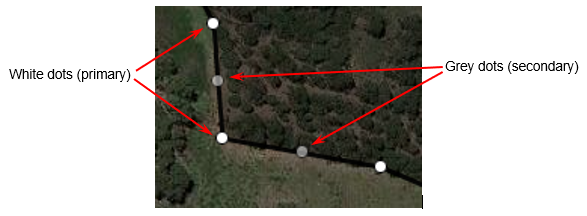 White dots (primary)
Grey dots (secondary)